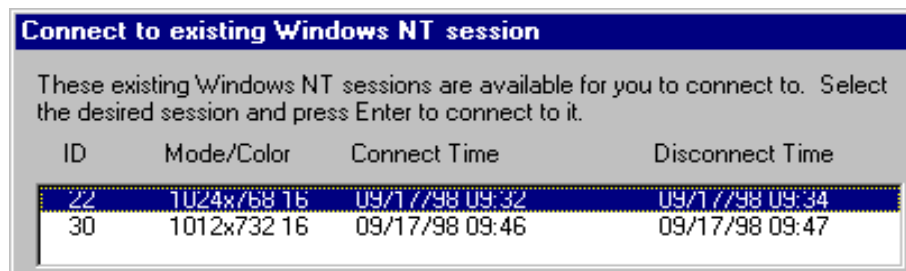 Connect to existing Windows NT session
These existing Windows NT sessions are available for you to connect to. Select
the desired session and press Enter to connect to it.
ID Mode/Color Connect Time Disconnect Time
22 1024x768 16 09/17/98 09:32 09/17/98 09:34
30 1012x732 16 09/17/98 09:46 09/17/98 09:47